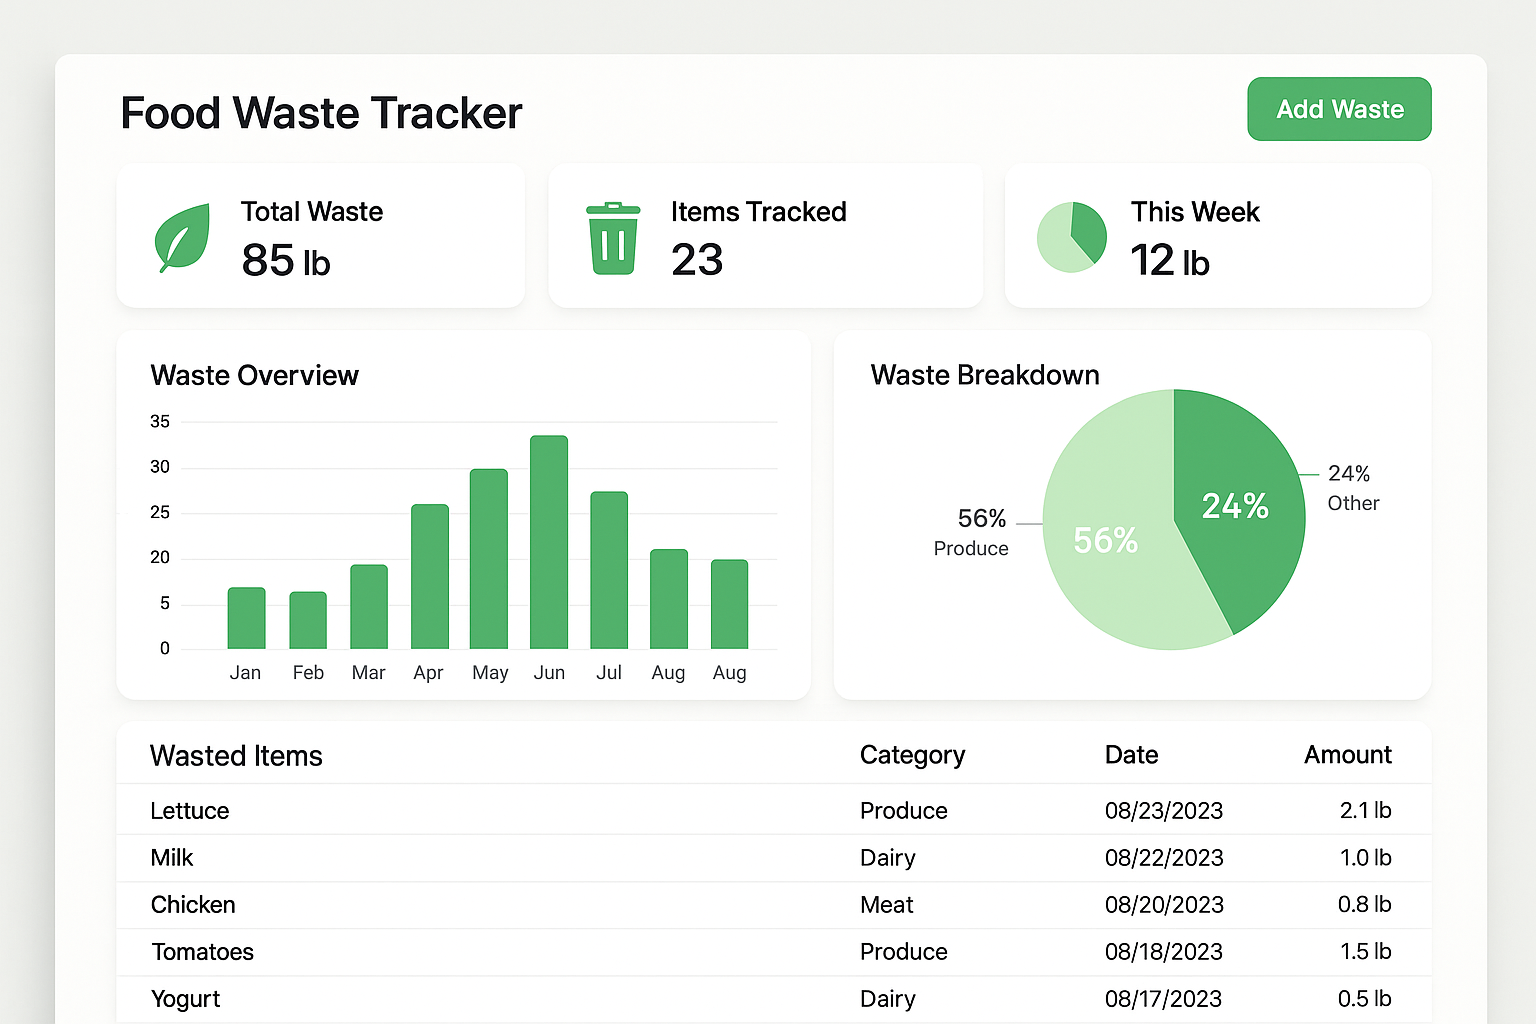 Food Waste Tracker
Add Waste
Total Waste
85 lb
Items Tracked
23
This Week
12 lb
Waste Overview
35
30
25
20
5
0
Jan Feb Mar Apr May Jun Jul Aug Aug
Waste Breakdown
56%
Produce
56%
24%
24%
Other
Wasted Items Category Date Amount
Lettuce Produce 08/23/2023 2.1 lb
Milk Dairy 08/22/2023 1.0 lb
Chicken Meat 08/20/2023 0.8 lb
Tomatoes Produce 08/18/2023 1.5 lb
Yogurt Dairy 08/17/2023 0.5 lb